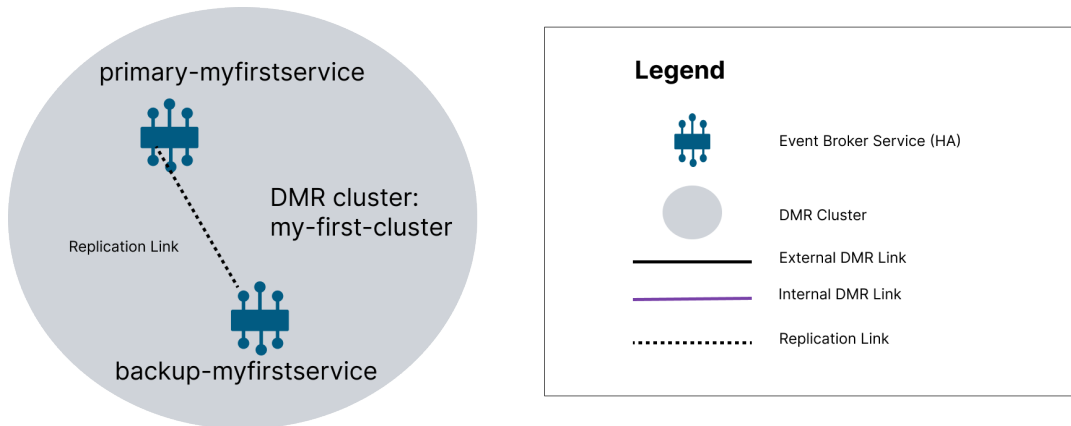 primary-myfirstservice
DMR cluster:
my-first-cluster
Replication Link
backup-myfirstservice
Legend
Event Broker Service (HA)
DMR Cluster
External DMR Link
Internal DMR Link
Replication Link